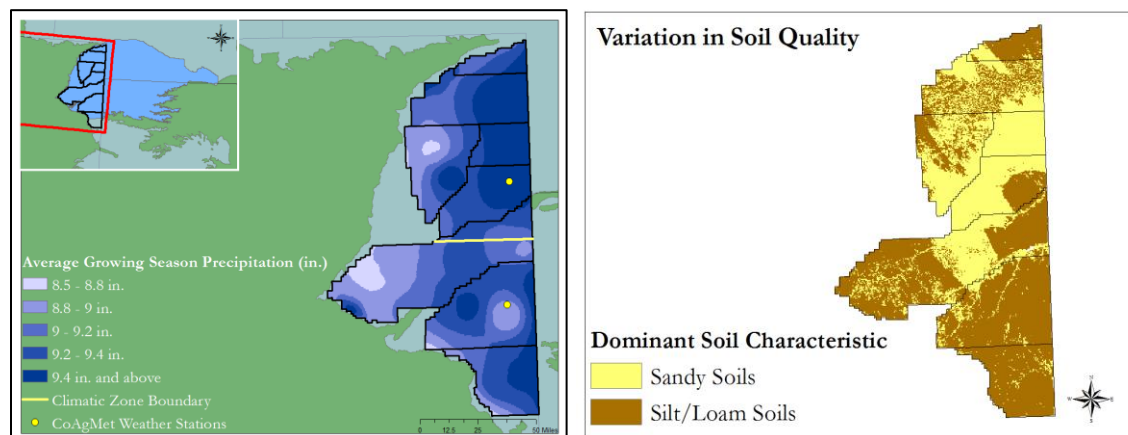 Average Growing Season Precipitation (in.)
8.5 - 8.8 in.
8.8 - 9 in.
9 - 9.2 in.
9.2 - 9.4 in.
9.4 in. and above
Climatic Zone Boundary
CoAgMet Weather Stations
0 12.5 25 50 Miles
Variation in Soil Quality
Dominant Soil Characteristic
Sandy Soils
Silt/Loam Soils
N
W E
S